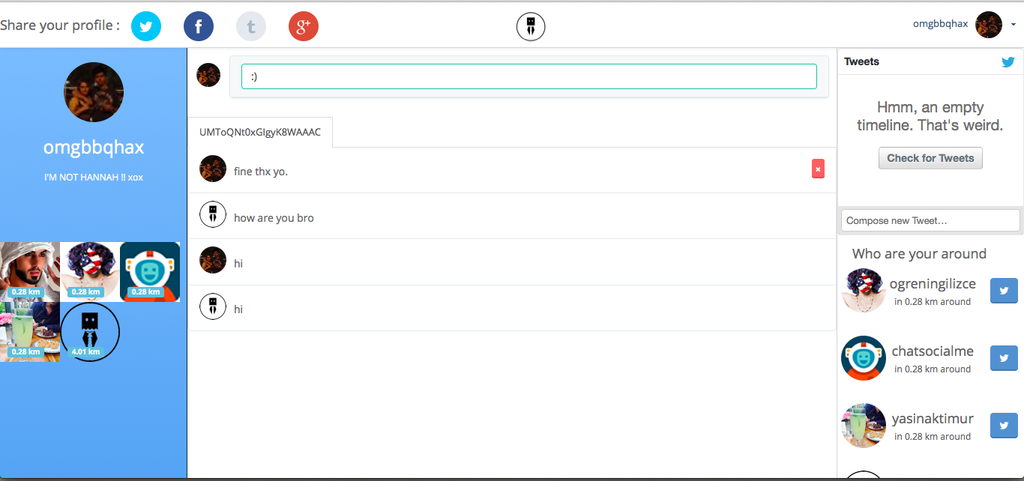 Share your profile :
t
g+
omgbbqhax
omgbbqhax
I'M NOT HANNAH !! xox
0.28 km
0.28 km
0.28 km
0.28 km
4.01 km
:)
UMToQNt0xGIgyK8WAAAC
fine thx yo.
how are you bro
hi
hi
Tweets
Hmm, an empty
timeline. That's weird.
Check for Tweets
Compose new Tweet...
Who are your around
ogreningilizce
in 0.28 km around
chatsocialme
in 0.28 km around
yasinaktimur
in 0.28 km around